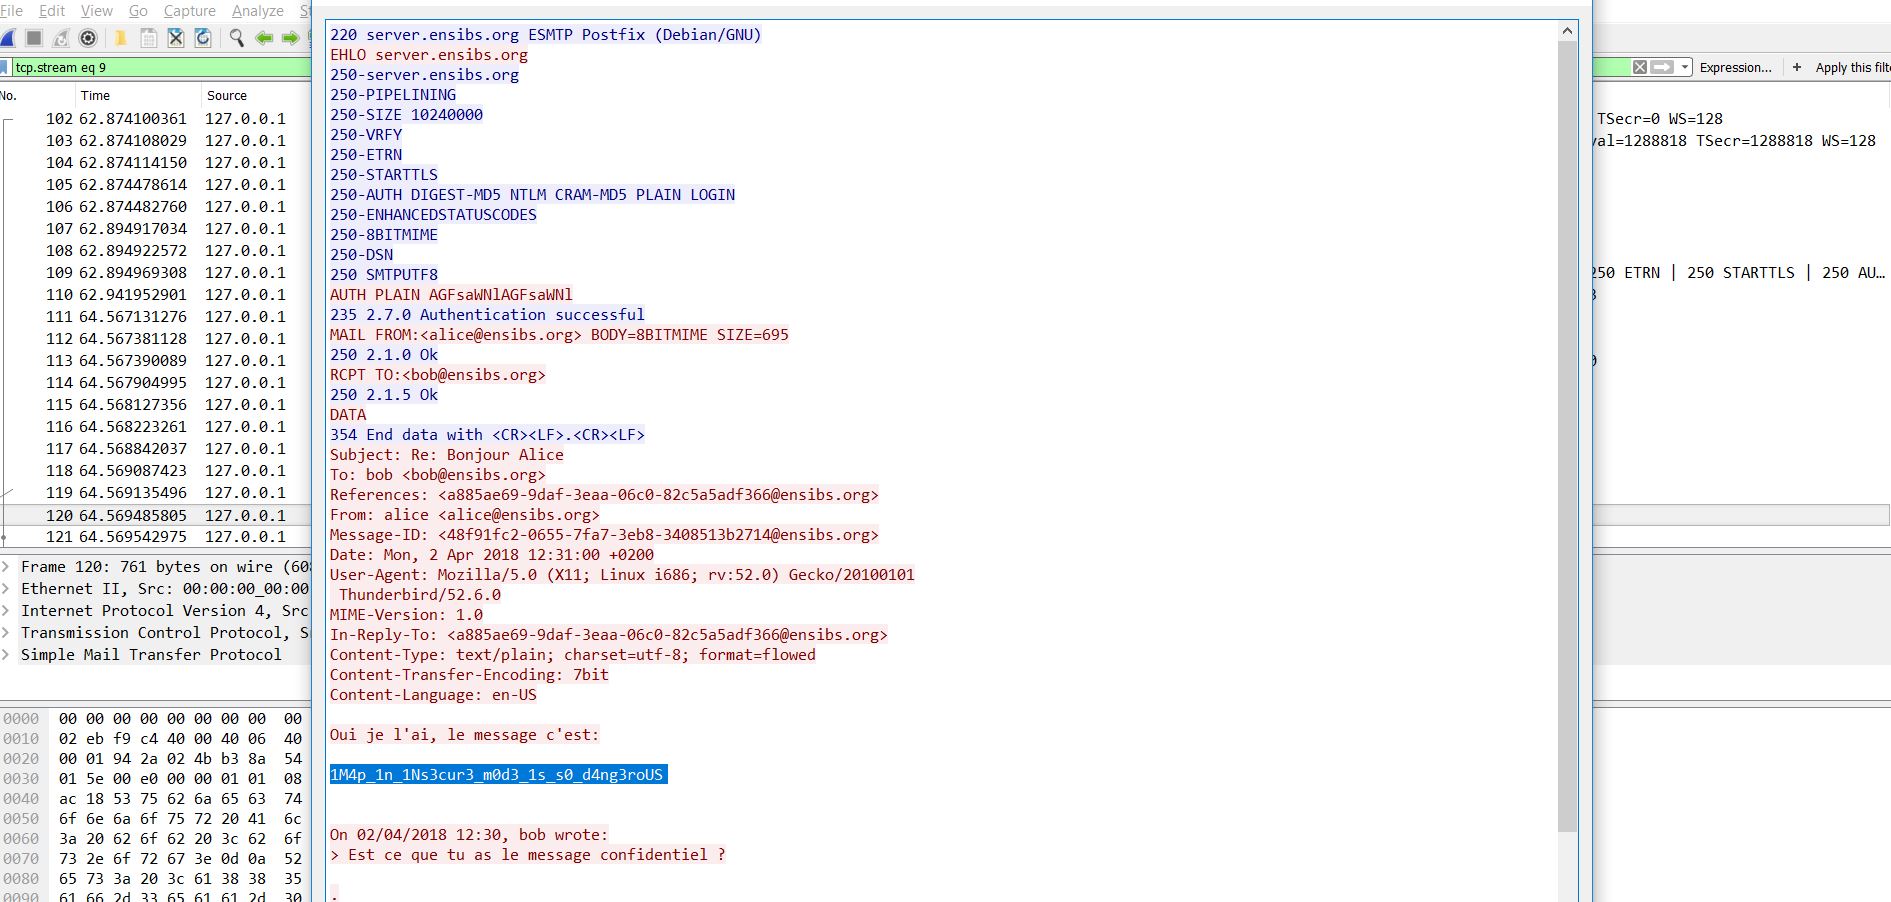 File Edit View Go Capture Analyze
tcp.stream eq 9
Expression... + Apply this filte
No. Time Source
102 62.874100361 127.0.0.1
103 62.874108029 127.0.0.1
104 62.874114150 127.0.0.1
105 62.874478614 127.0.0.1
106 62.874482760 127.0.0.1
107 62.894917034 127.0.0.1
108 62.894922572 127.0.0.1
109 62.894969308 127.0.0.1
110 62.941952901 127.0.0.1
111 64.567131276 127.0.0.1
112 64.567381128 127.0.0.1
113 64.567390089 127.0.0.1
114 64.567904995 127.0.0.1
115 64.568127356 127.0.0.1
116 64.568223261 127.0.0.1
117 64.568842037 127.0.0.1
118 64.569087423 127.0.0.1
119 64.569135496 127.0.0.1
120 64.569485805 127.0.0.1
121 64.569542975 127.0.0.1
Frame 120: 761 bytes on wire (608
Ethernet II, Src: 00:00:00_00:00
Internet Protocol Version 4, Src
Transmission Control Protocol, S
Simple Mail Transfer Protocol
0000 00 00 00 00 00 00 00 00 00
0010 02 eb f9 c4 40 00 40 06 40
0020 00 01 94 2a 02 4b b3 8a 54
0030 01 5e 00 e0 00 00 01 01 08
0040 ac 18 53 75 62 6a 65 63 74
0050 6f 6e 6a 6f 75 72 20 41 6c
0060 3a 20 62 6f 62 20 3c 62 6f
0070 73 2e 6f 72 67 3e 0d 0a 52
0080 65 73 3a 20 3c 61 38 38 35
0090 61 66 2d 33 65 61 61 2d 30
220 server.ensibs.org ESMTP Postfix (Debian/GNU)
EHLO server.ensibs.org
250-server.ensibs.org
250-PIPELINING
250-SIZE 10240000
250-VRFY
250-ETRN
250-STARTTLS
250-AUTH DIGEST-MD5 NTLM CRAM-MD5 PLAIN LOGIN
250-ENHANCEDSTATUSCODES
250-8BITMIME
250-DSN
250 SMTPUTF8
AUTH PLAIN AGFsaWNlAGFsaWNl
235 2.7.0 Authentication successful
MAIL FROM:<alice@ensibs.org> BODY=8BITMIME SIZE=695
250 2.1.0 Ok
RCPT TO:<bob@ensibs.org>
250 2.1.5 Ok
DATA
354 End data with <CR><LF>.<CR><LF>
Subject: Re: Bonjour Alice
To: bob <bob@ensibs.org>
References: <a885ae69-9daf-3eaa-06c0-82c5a5adf366@ensibs.org>
From: alice <alice@ensibs.org>
Message-ID: <48f91fc2-0655-7fa7-3eb8-3408513b2714@ensibs.org>
Date: Mon, 2 Apr 2018 12:31:00 +0200
User-Agent: Mozilla/5.0 (X11; Linux i686; rv:52.0) Gecko/20100101
Thunderbird/52.6.0
MIME-Version: 1.0
In-Reply-To: <a885ae69-9daf-3eaa-06c0-82c5a5adf366@ensibs.org>
Content-Type: text/plain; charset=utf-8; format=flowed
Content-Transfer-Encoding: 7bit
Content-Language: en-US
Oui je l'ai, le message c'est:
1M4p_1n_1Ns3cur3_m0d3_1s_s0_d4ng3roUS
On 02/04/2018 12:30, bob wrote:
> Est ce que tu as le message confidentiel ?
.
TSecr=0 WS=128
val=1288818 TSecr=1288818 WS=128
250 ETRN | 250 STARTTLS | 250 AU…